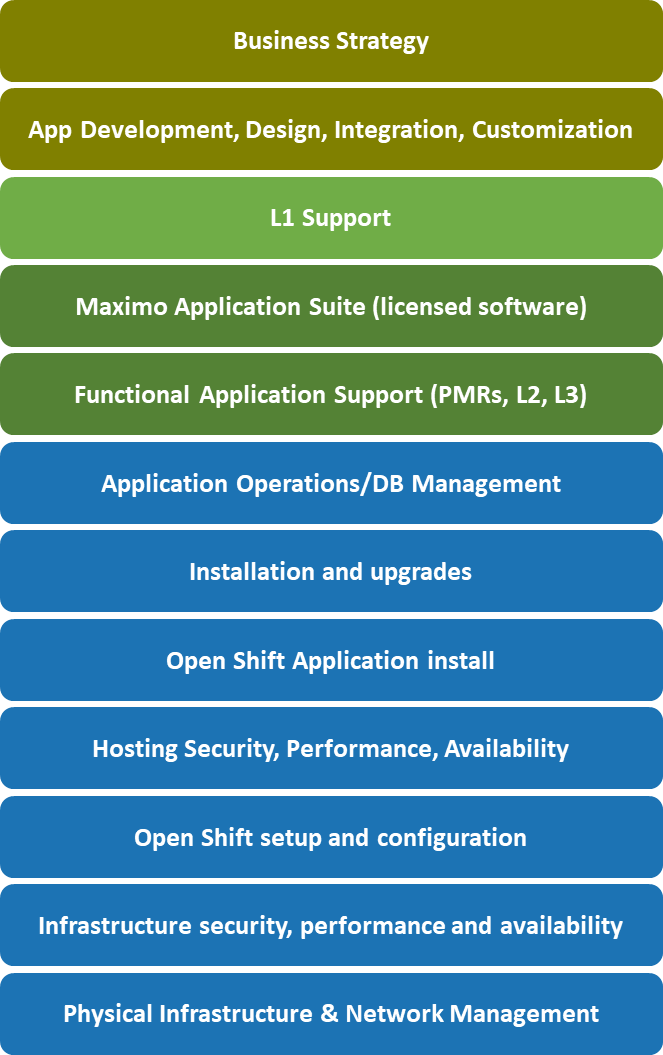 Business Strategy
App Development, Design, Integration, Customization
L1 Support
Maximo Application Suite (licensed software)
Functional Application Support (PMRs, L2, L3)
Application Operations/DB Management
Installation and upgrades
Open Shift Application install
Hosting Security, Performance, Availability
Open Shift setup and configuration
Infrastructure security, performance and availability
Physical Infrastructure & Network Management